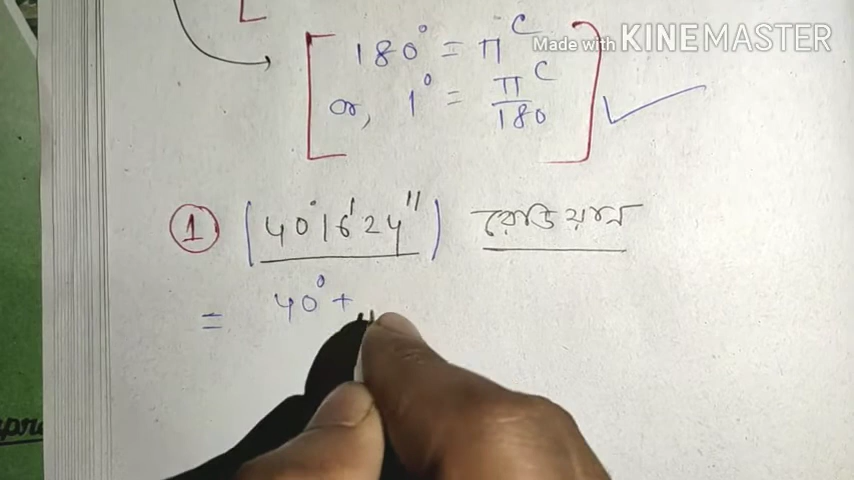 Made with KINEMASTER
180° = π^C
or, 1° = π^C/180
① (40°16'24") রেডিয়ান
= 40° +